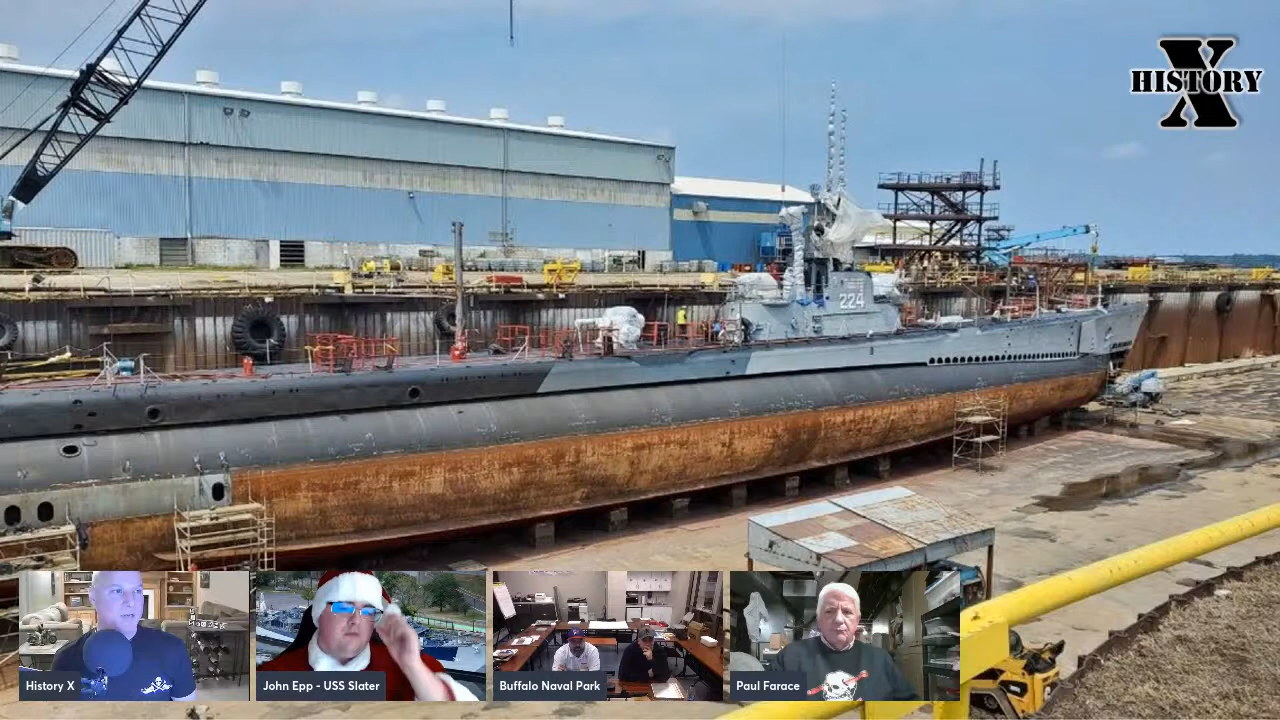 HISTORY
X
224
History X
John Epp - USS Slater
Buffalo Naval Park
Paul Farace